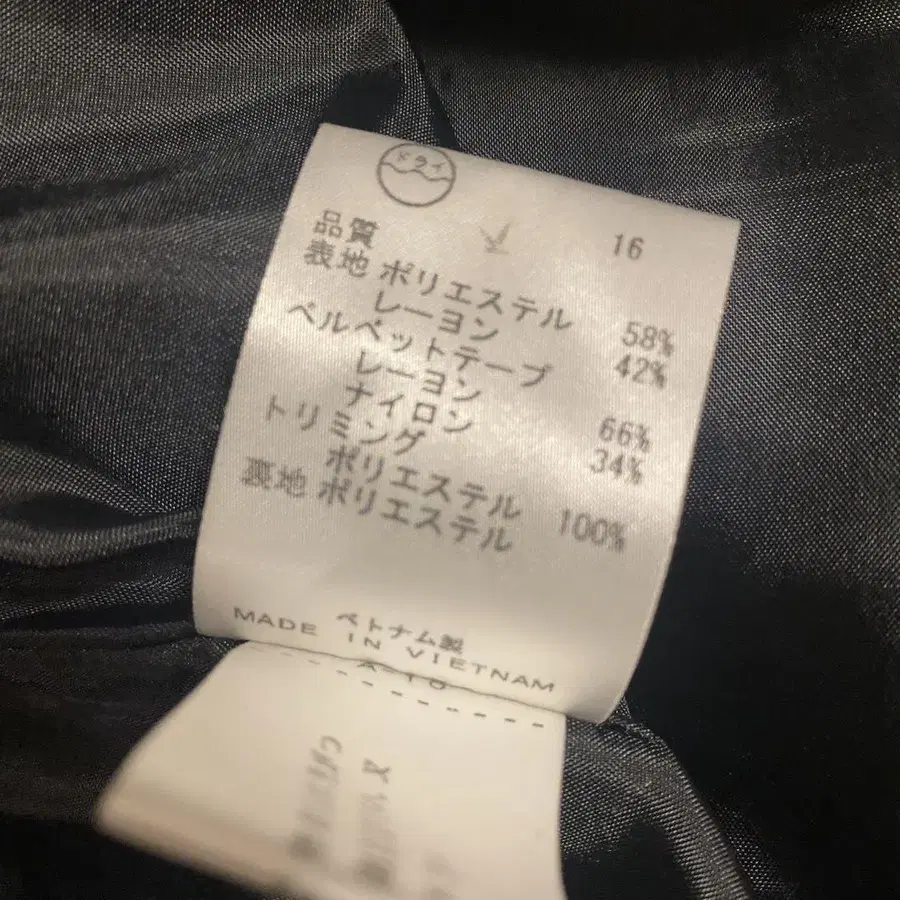 ドライ
品質 16
表地 ポリエステル 58%
レーヨン 42%
ベルベットテープ
レーヨン 66%
ナイロン 34%
トリミング
ポリエステル 100%
裏地 ポリエステル
ベトナム製
MADE IN VIETNAM